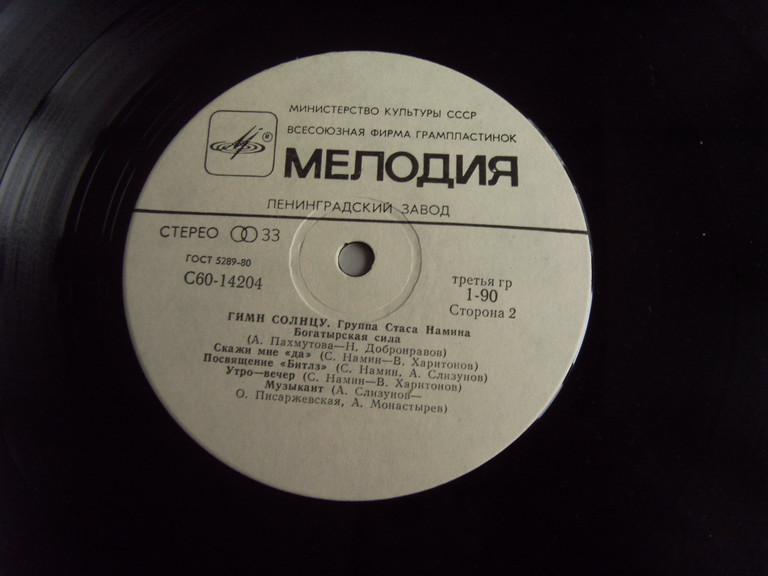 МИНИСТЕРСТВО КУЛЬТУРЫ СССР
ВСЕСОЮЗНАЯ ФИРМА ГРАМПЛАСТИНОК
®
МЕЛОДИЯ
ЛЕНИНГРАДСКИЙ ЗАВОД
СТЕРЕО 33
ГОСТ 5289-80
С60-14204
третья гр
1-90
Сторона 2
ГИМН СОЛНЦУ. Группа Стаса Намина
Богатырская сила
(А. Пахмутова—Н. Добронравов)
Скажи мне «да» (С. Намин—В. Харитонов)
Посвящение «Битлз» (С. Намин, А. Слизунов)
Утро—вечер (С. Намин—В. Харитонов)
Музыкант (А. Слизунов—
О. Писаржевская, А. Монастырев)